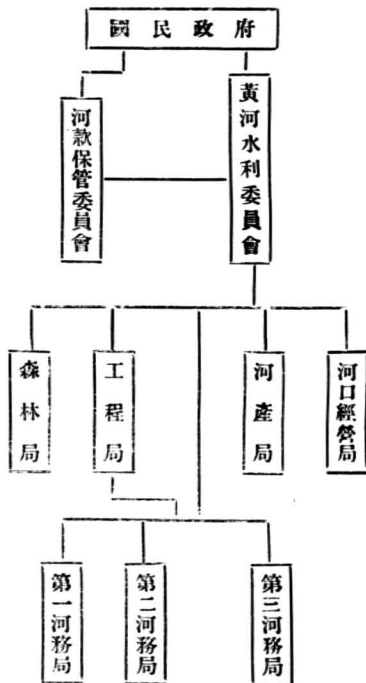 國民政府
黃河水利委員會
河款保管委員會
河口經營局
河產局
工程局
森林局
第三河務局
第二河務局
第一河務局